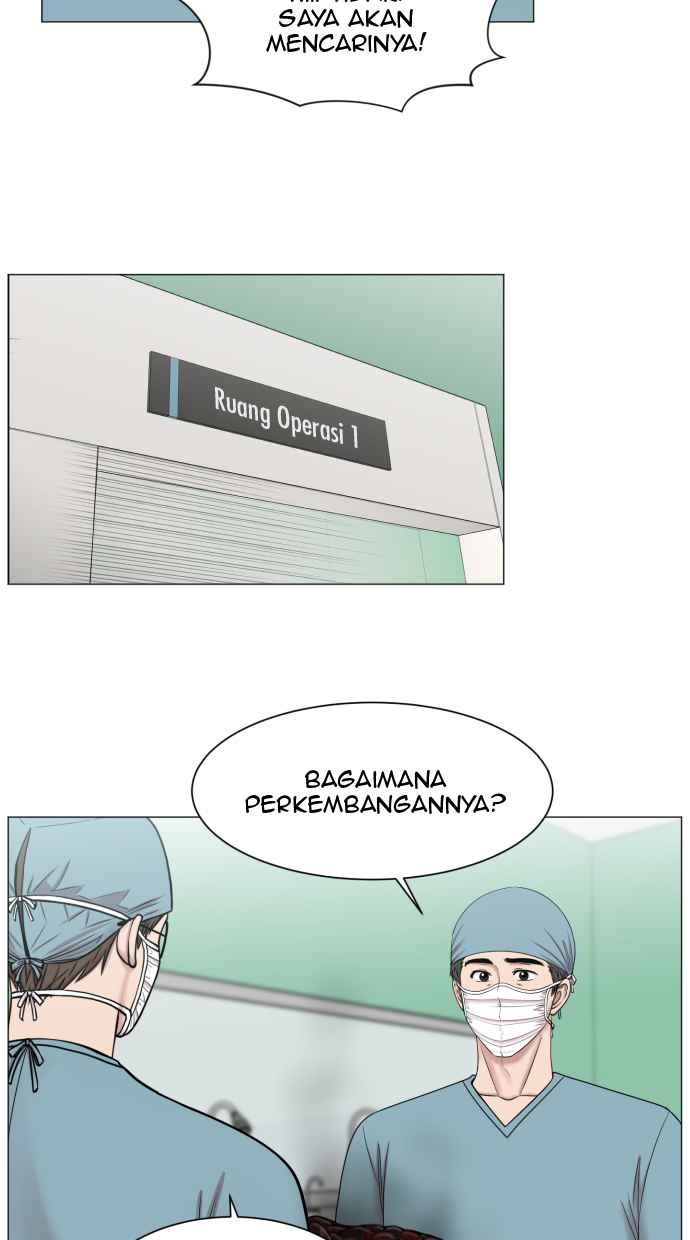 SAYA AKAN
MENCARINYA!
Ruang Operasi 1
BAGAIMANA
PERKEMBANGANNYA?